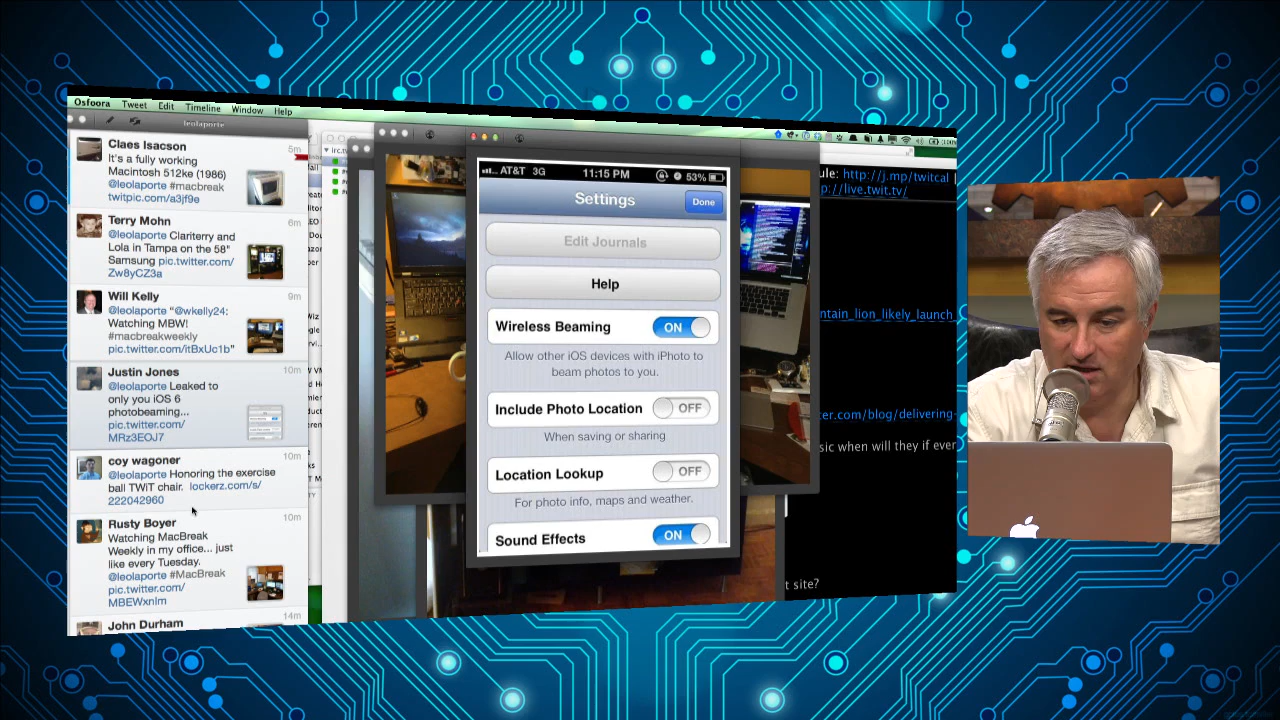 Osfoora Tweet Edit Timeline Window Help
leolaporte
Claes Isacson 5m
It's a fully working
Macintosh 512ke (1986)
@leolaporte #macbreak
twitpic.com/a3jf9e
Terry Mohn 6m
Clariterry and
Lola in Tampa on the 58"
Samsung pic.twitter.com/
Zw8yCZ3a
Will Kelly 9m
@leolaporte "@wkelly24:
Watching MBW!
#macbreakweekly
pic.twitter.com/itBxUc1b"
Justin Jones 10m
@leolaporte Leaked to
only you iOS 6
photobeaming...
pic.twitter.com/
MRz3EOJ7
coy wagoner 10m
@leolaporte Honoring the exercise
ball TWiT chair. lockerz.com/s/
222042960
Rusty Boyer 10m
Watching MacBreak
Weekly in my office... just
like every Tuesday.
@leolaporte #MacBreak
pic.twitter.com/
MBEWxnlm
John Durham 14m
AT&T 3G 11:15 PM 53%
Settings Done
Edit Journals
Help
Wireless Beaming ON
Allow other iOS devices with iPhoto to
beam photos to you.
Include Photo Location OFF
When saving or sharing
Location Lookup OFF
For photo info, maps and weather.
Sound Effects ON
ule: http://j.mp/twitcal
p://live.twit.tv/
ntain_lion_likely_launch_
zer.com/blog/delivering-
sic when will they if ever
t site?